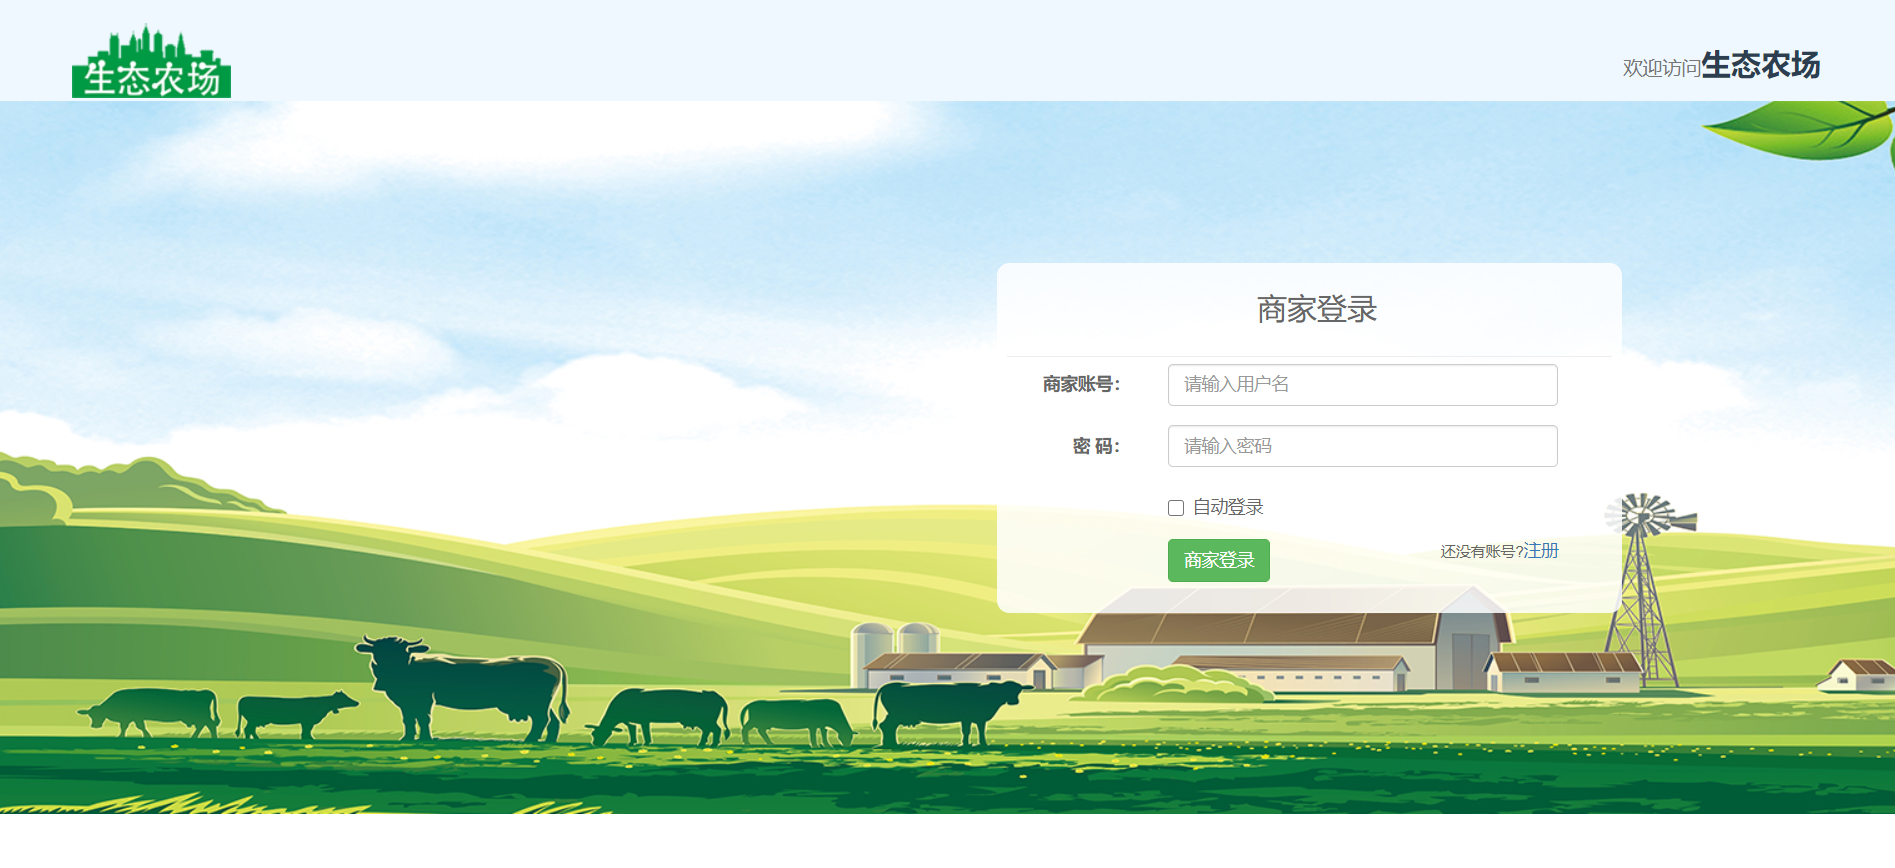 生态农场
欢迎访问生态农场
商家登录
商家账号：
请输入用户名
密 码：
请输入密码
自动登录
商家登录
还没有账号?注册